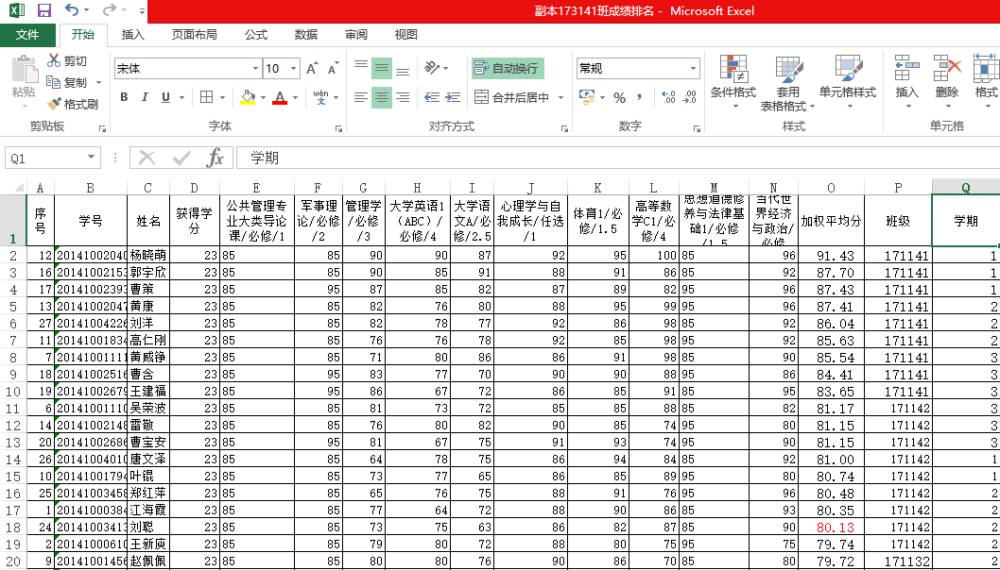 副本173141班成绩排名 - Microsoft Excel
文件 开始 插入 页面布局 公式 数据 审阅 视图
剪切
复制
粘贴 格式刷
宋体 10
B I U
A A
wén 文
自动换行
合并后居中
常规
% ,
条件格式 套用表格格式 单元格样式
插入 删除 格式
剪贴板 字体 对齐方式 数字 样式 单元格
Q1 fx 学期
A B C D E F G H I J K L M N O P Q
1 序号 学号 姓名 获得学分 公共管理专业大类导论课/必修/1 军事理论/必修/2 管理学/必修/3 大学英语1（ABC）/必修/4 大学语文A/必修/2.5 心理学与自我成长/任选/1 体育1/必修/1.5 高等数学C1/必修/4 思想道德修养与法律基础1/必修/1.5 当代世界经济与政治/必修 加权平均分 班级 学期
2 12 20141002040 杨晓萌 23 85 85 90 90 87 92 95 100 85 96 91.43 171141 1
3 16 20141002153 郭宇欣 23 85 85 90 85 91 88 91 86 85 92 87.70 171141 1
4 17 20141002393 曹策 23 85 95 87 85 82 87 89 82 95 96 87.43 171141 1
5 13 20141002047 黄康 23 85 85 82 76 80 88 95 99 95 96 87.41 171141 2
6 27 20141004226 刘洋 23 85 85 82 78 77 92 86 98 85 92 86.04 171141 2
7 11 20141001834 高仁刚 23 85 85 76 76 78 92 85 98 95 92 85.63 171141 2
8 7 20141001111 黄威铮 23 85 85 71 80 86 86 91 98 85 90 85.54 171141 3
9 18 20141002516 曹含 23 85 95 83 77 70 90 90 88 95 86 84.41 171141 3
10 19 20141002679 王建福 23 85 95 86 67 72 86 85 91 85 95 83.65 171141 3
11 6 20141001110 吴荣波 23 85 85 81 73 72 85 85 88 85 82 81.17 171142 3
12 14 20141002148 雷敬 23 85 85 76 80 82 90 85 74 95 80 81.15 171142 3
13 20 20141002686 曹宝安 23 85 95 81 67 75 91 93 74 95 90 81.15 171142 3
14 26 20141004010 唐文泽 23 85 85 64 78 75 86 94 84 85 92 81.00 171142 1
15 10 20141001794 叶锟 23 85 85 73 77 65 86 85 89 95 80 80.74 171142 1
16 25 20141003458 郑红萍 23 85 85 65 76 75 88 91 76 95 96 80.48 171142 2
17 1 20141000384 江海霞 23 85 85 77 64 72 88 90 86 85 93 80.35 171142 2
18 24 20141003413 刘聪 23 85 85 73 75 63 86 82 87 85 90 80.13 171142 2
19 2 20141000610 王新庾 23 85 85 79 80 72 88 80 75 95 75 79.74 171142 2
20 9 20141001456 赵佩佩 23 85 85 80 80 76 90 86 70 85 80 79.72 171132 2